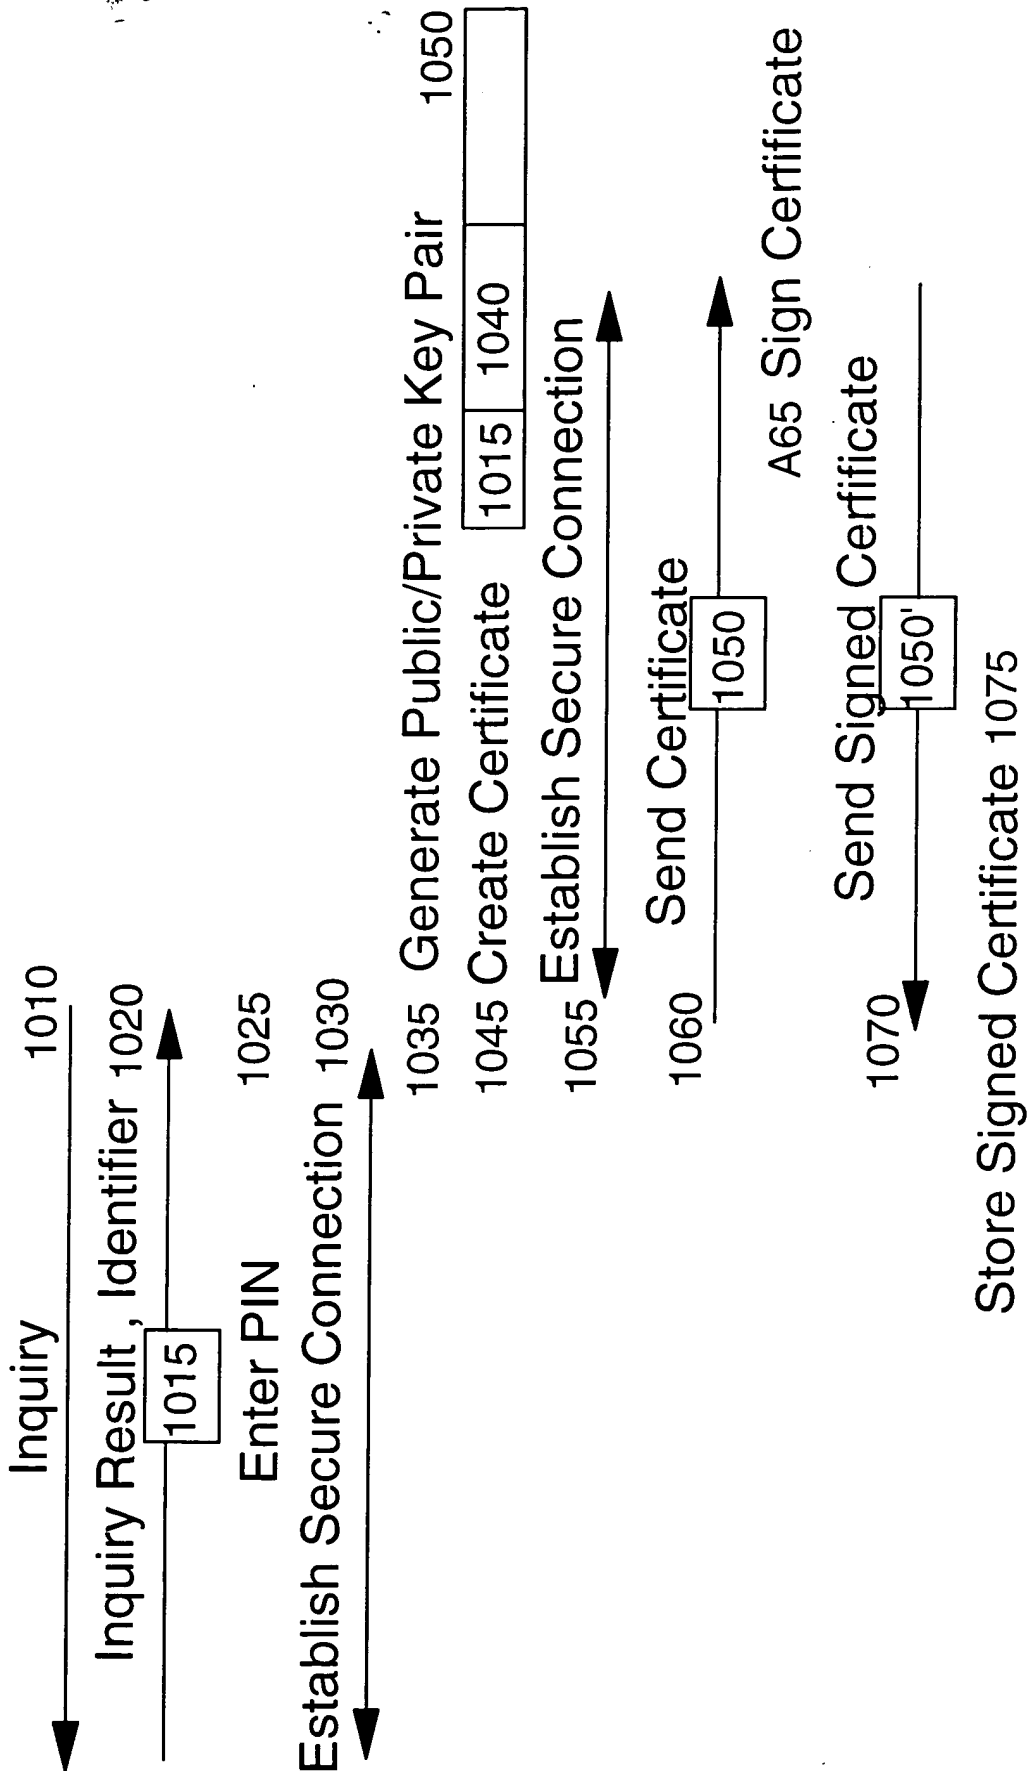 Inquiry 1010
Inquiry Result , Identifier 1020
1015
Enter PIN 1025
Establish Secure Connection 1030
1035 Generate Public/Private Key Pair 1050
1045 Create Certificate 1015 1040
Establish Secure Connection
1055
Send Certificate
1060
1050
A65 Sign Cerfificate
Send Signed Cerfificate
1070
1050'
Store Signed Certificate 1075